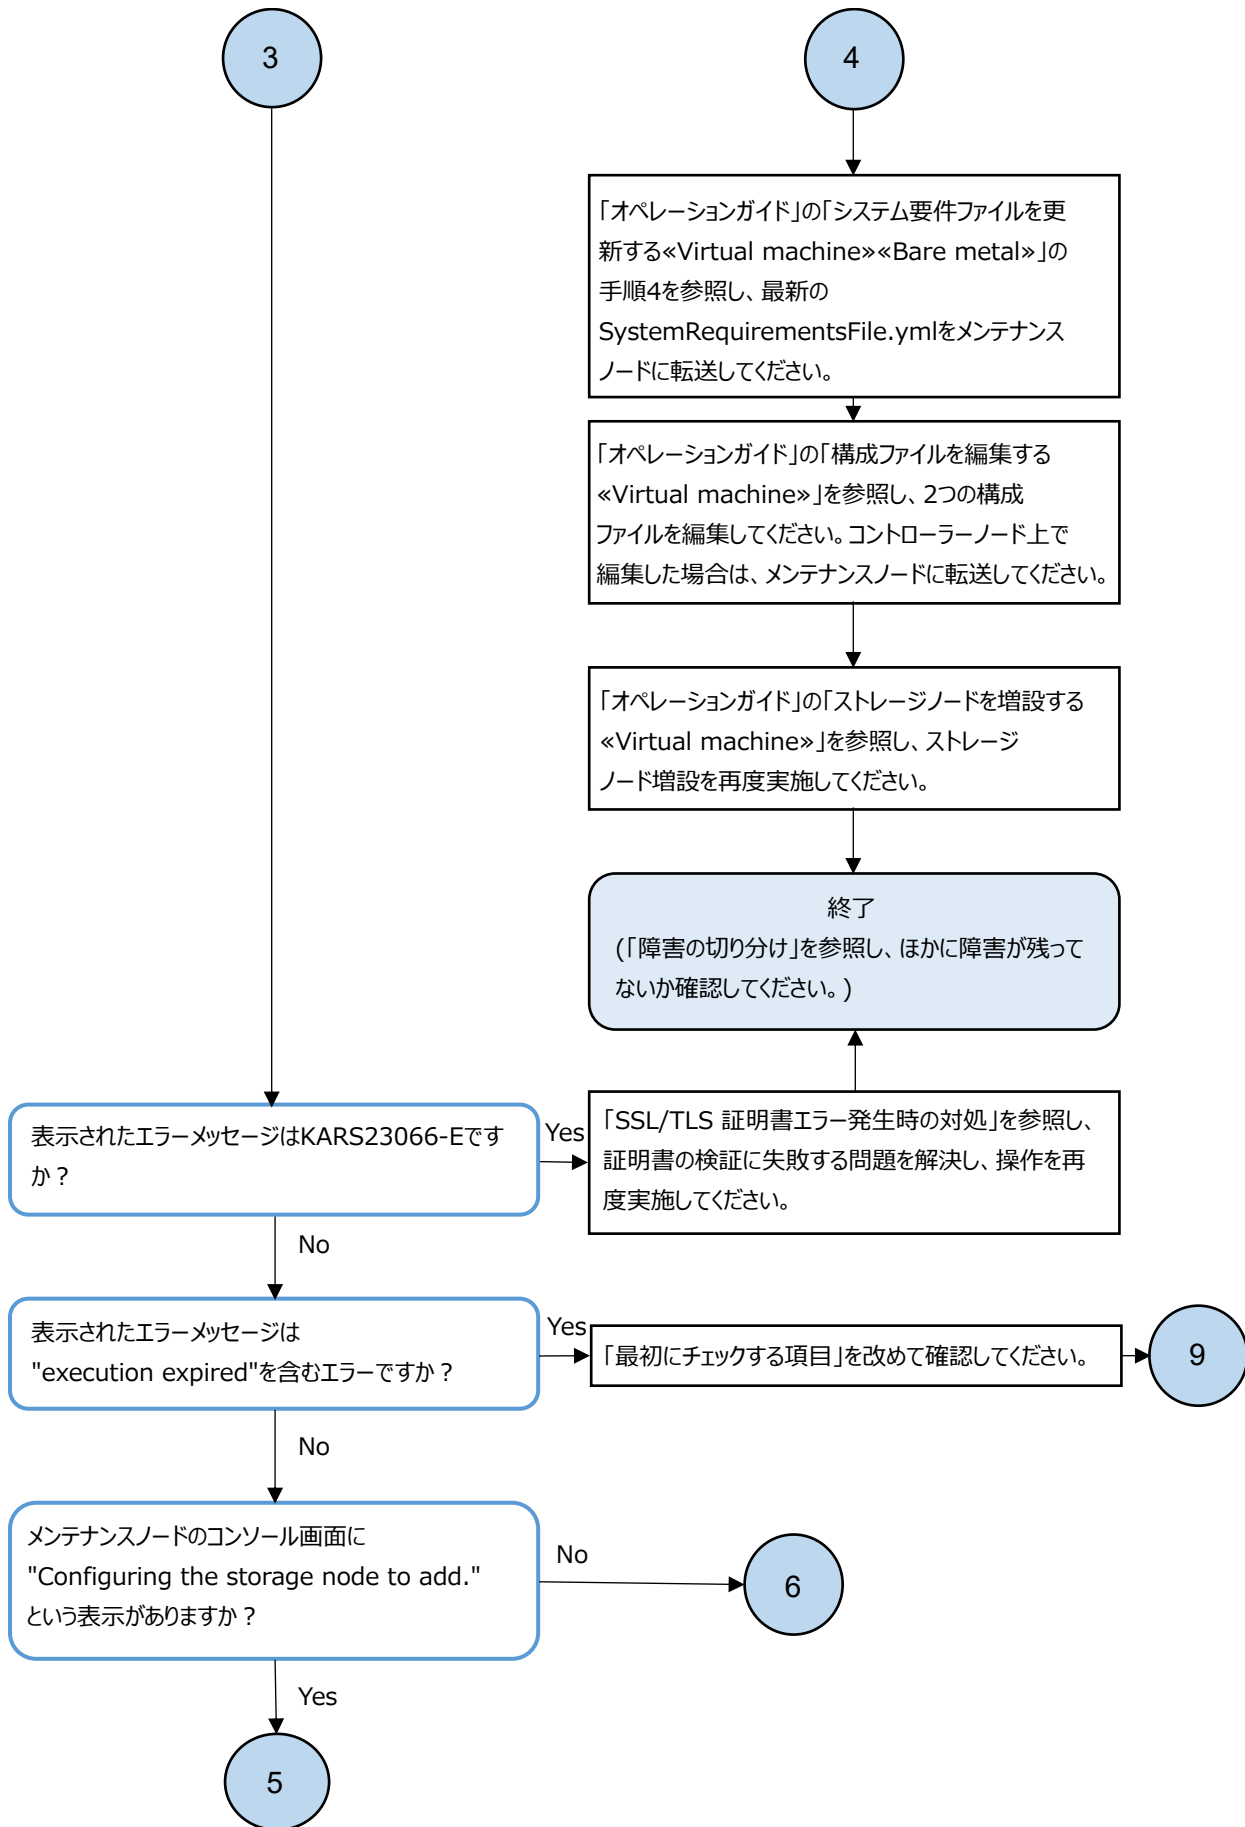 3
4
「オペレーションガイド」の「システム要件ファイルを更
新する«Virtual machine»«Bare metal»」の
手順4を参照し、最新の
SystemRequirementsFile.ymlをメンテナンス
ノードに転送してください。
「オペレーションガイド」の「構成ファイルを編集する
«Virtual machine»」を参照し、2つの構成
ファイルを編集してください。コントローラーノード上で
編集した場合は、メンテナンスノードに転送してください。
「オペレーションガイド」の「ストレージノードを増設する
«Virtual machine»」を参照し、ストレージ
ノード増設を再度実施してください。
終了
(「障害の切り分け」を参照し、ほかに障害が残って
ないか確認してください。)
表示されたエラーメッセージはKARS23066-Eです
か？
Yes
「SSL/TLS 証明書エラー発生時の対処」を参照し、
証明書の検証に失敗する問題を解決し、操作を再
度実施してください。
No
表示されたエラーメッセージは
"execution expired"を含むエラーですか？
Yes
「最初にチェックする項目」を改めて確認してください。
9
No
メンテナンスノードのコンソール画面に
"Configuring the storage node to add."
という表示がありますか？
No
6
Yes
5